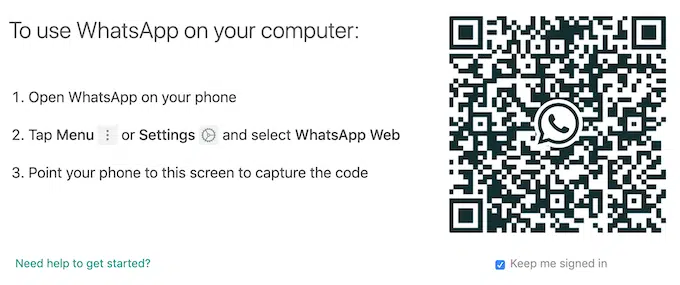 To use WhatsApp on your computer:
1. Open WhatsApp on your phone
2. Tap Menu or Settings and select WhatsApp Web
3. Point your phone to this screen to capture the code
Need help to get started?
Keep me signed in